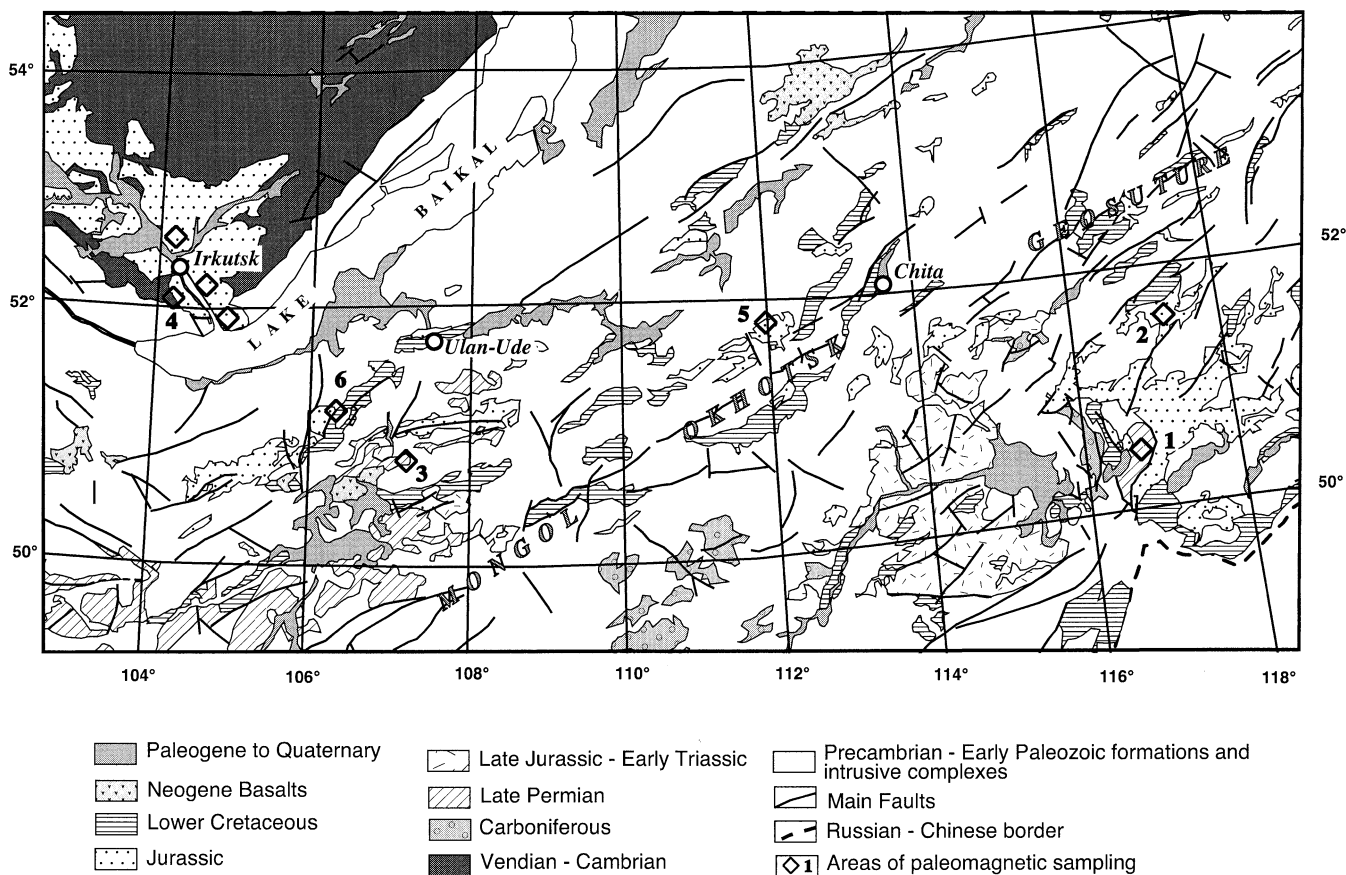 54°
52°
50°
52°
50°
LAKE BAIKAL
Irkutsk
4
Ulan-Ude
6
3
5
Chita
2
1
MONGOL OKHOTSK GEOSUTURE
104° 106° 108° 110° 112° 114° 116° 118°
Paleogene to Quaternary
Neogene Basalts
Lower Cretaceous
Jurassic
Late Jurassic - Early Triassic
Late Permian
Carboniferous
Vendian - Cambrian
Precambrian - Early Paleozoic formations and
intrusive complexes
Main Faults
Russian - Chinese border
1 Areas of paleomagnetic sampling